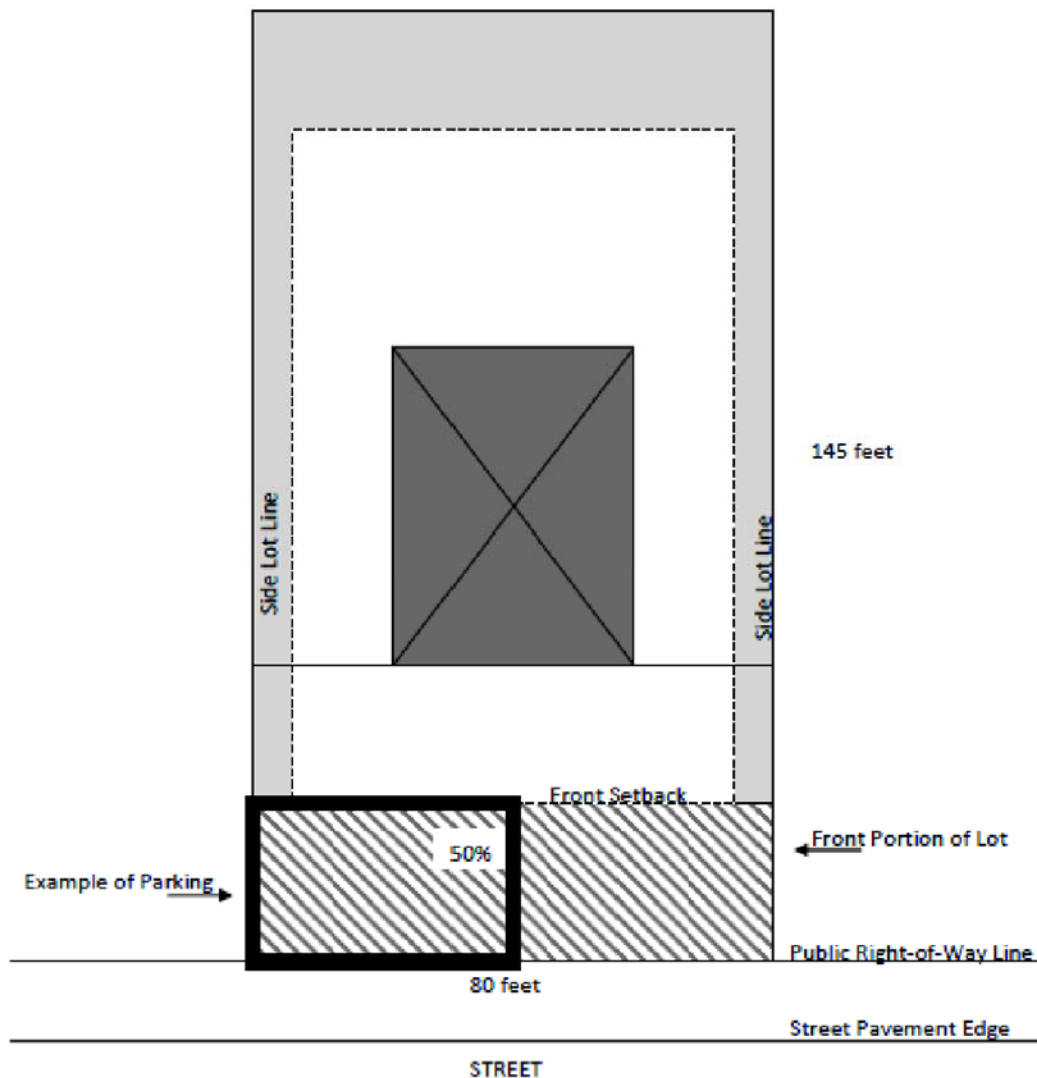 145 feet
Side Lot Line
Side Lot Line
Front Setback
Front Portion of Lot
50%
Example of Parking
Public Right-of-Way Line
80 feet
Street Pavement Edge
STREET